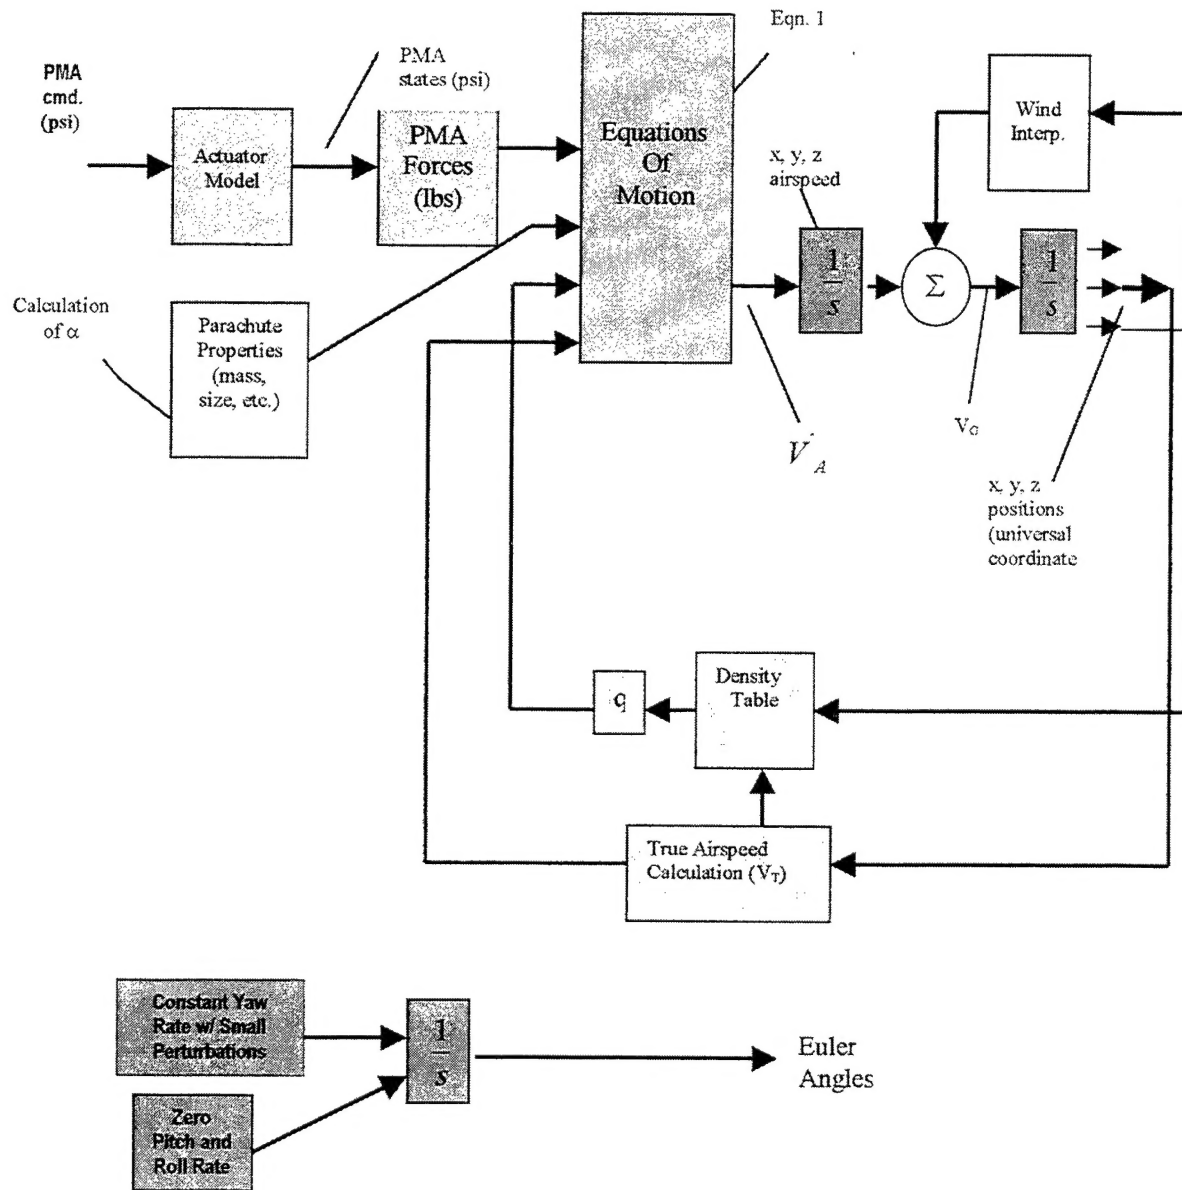 Eqn. 1
PMA
cmd.
(psi)
PMA
states (psi)
Actuator
Model
PMA
Forces
(lbs)
Equations
Of
Motion
x, y, z
airspeed
Wind
Interp.
1
s
Σ
1
s
Calculation
of α
Parachute
Properties
(mass,
size, etc.)
V̇_A
V_G
x, y, z
positions
(universal
coordinate
q
Density
Table
True Airspeed
Calculation (V_T)
Constant Yaw
Rate w/ Small
Perturbations
1
s
Euler
Angles
Zero
Pitch and
Roll Rate